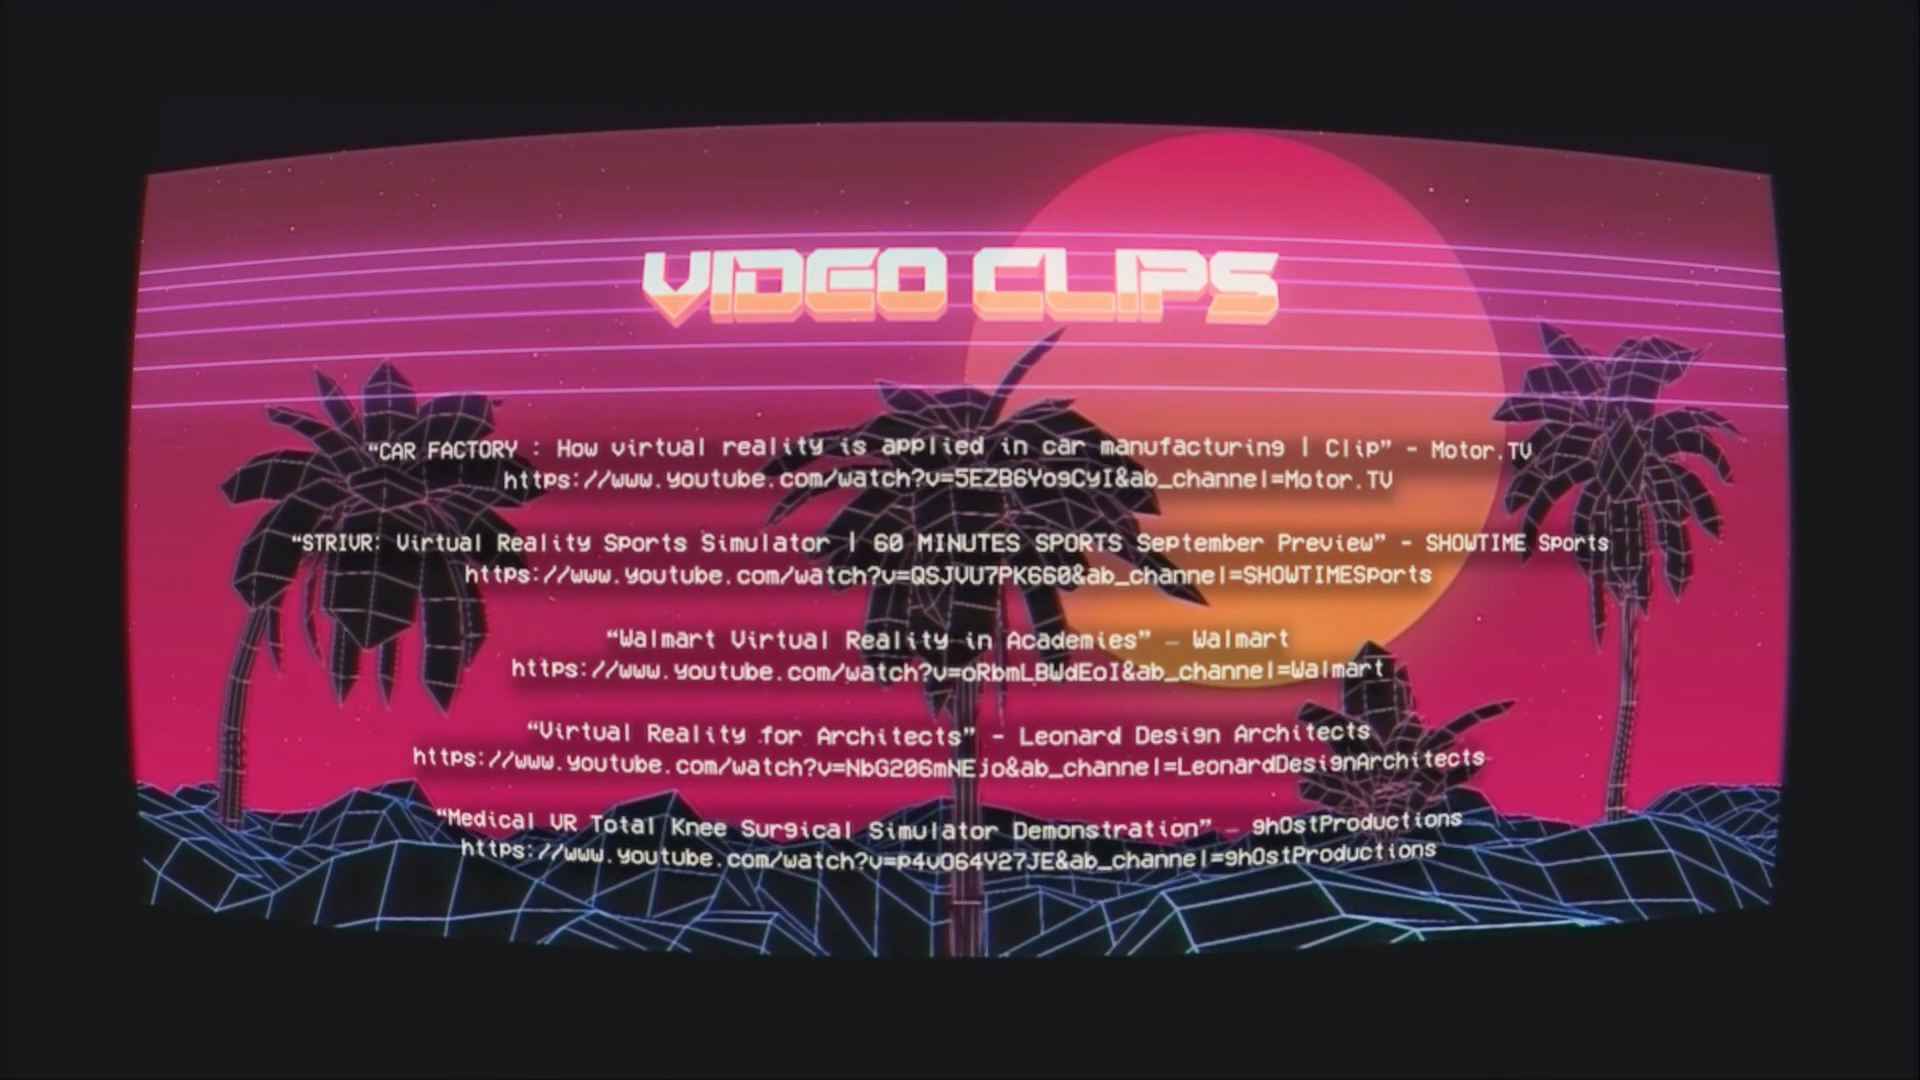 VIDEO CLIPS
“CAR FACTORY : How virtual reality is applied in car manufacturing | Clip” - Motor.TV
https://www.youtube.com/watch?v=5EZB6Yo9CyI&ab_channel=Motor.TV
“STRIVR: Virtual Reality Sports Simulator | 60 MINUTES SPORTS September Preview” - SHOWTIME Sports
https://www.youtube.com/watch?v=QSJVU7PK660&ab_channel=SHOWTIMESports
“Walmart Virtual Reality in Academies” – Walmart
https://www.youtube.com/watch?v=oRbmLBWdEoI&ab_channel=Walmart
“Virtual Reality for Architects” - Leonard Design Architects
https://www.youtube.com/watch?v=NbG206mNEjo&ab_channel=LeonardDesignArchitects
“Medical VR Total Knee Surgical Simulator Demonstration” – 9h0stProductions
https://www.youtube.com/watch?v=p4vO64Y27JE&ab_channel=9h0stProductions